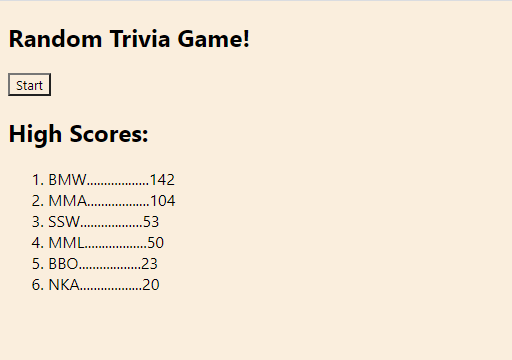 Random Trivia Game!
Start
High Scores:
1. BMW..................142
2. MMA..................104
3. SSW..................53
4. MML..................50
5. BBO..................23
6. NKA..................20